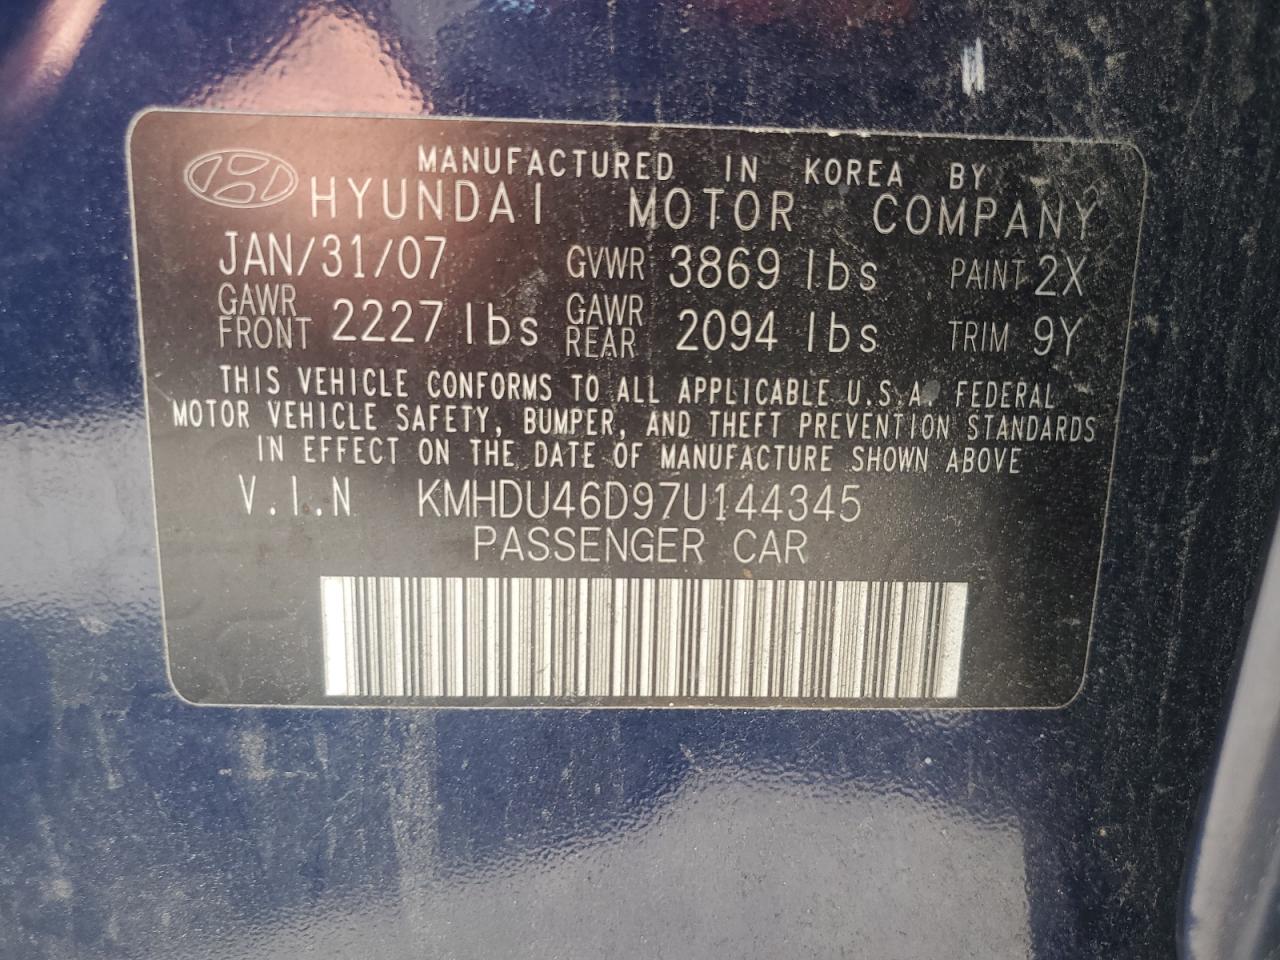 MANUFACTURED IN KOREA BY
HYUNDAI MOTOR COMPANY
JAN/31/07 GVWR 3869 lbs PAINT 2X
GAWR FRONT 2227 lbs GAWR REAR 2094 lbs TRIM 9Y
THIS VEHICLE CONFORMS TO ALL APPLICABLE U.S.A. FEDERAL
MOTOR VEHICLE SAFETY, BUMPER, AND THEFT PREVENTION STANDARDS
IN EFFECT ON THE DATE OF MANUFACTURE SHOWN ABOVE
V.I.N KMHDU46D97U144345
PASSENGER CAR